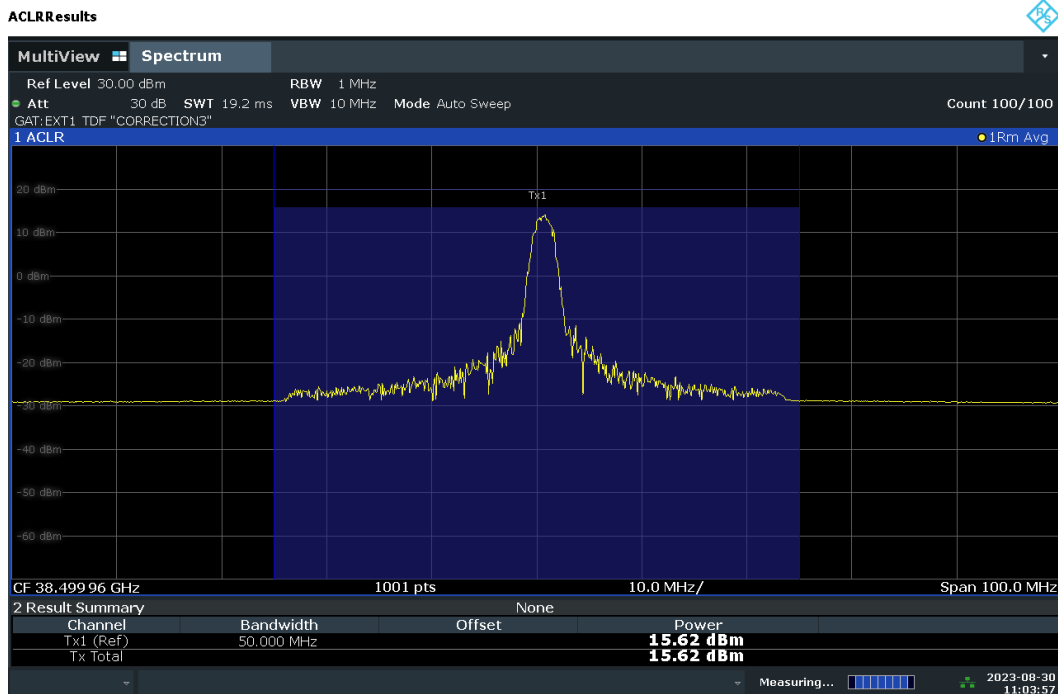 ACLRResults
R&S
MultiView Spectrum
Ref Level 30.00 dBm RBW 1 MHz
Att 30 dB SWT 19.2 ms VBW 10 MHz Mode Auto Sweep Count 100/100
GAT:EXT1 TDF "CORRECTION3"
1 ACLR 1Rm Avg
Tx1
20 dBm
10 dBm
0 dBm
-10 dBm
-20 dBm
-30 dBm
-40 dBm
-50 dBm
-60 dBm
CF 38.49996 GHz 1001 pts 10.0 MHz/ Span 100.0 MHz
2 Result Summary None
Channel Bandwidth Offset Power
Tx1 (Ref) 50.000 MHz 15.62 dBm
Tx Total 15.62 dBm
Measuring... 2023-08-30
11:03:57